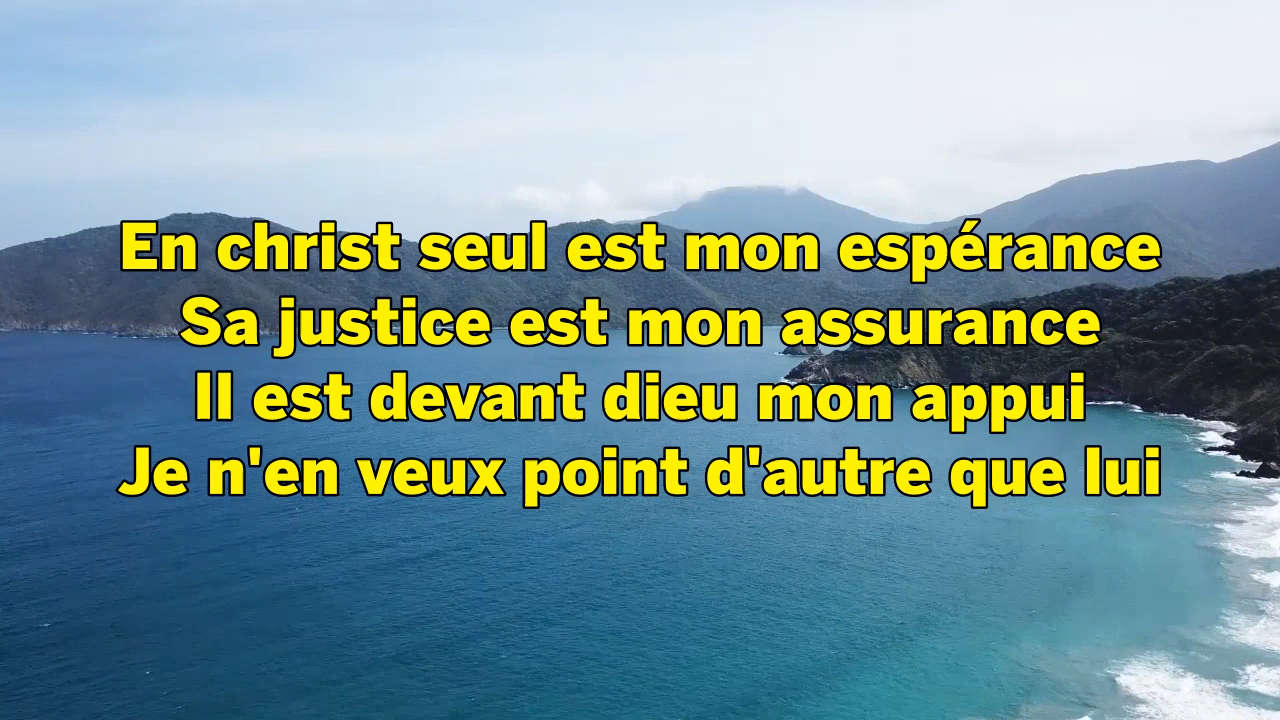 En christ seul est mon espérance
Sa justice est mon assurance
Il est devant dieu mon appui
Je n'en veux point d'autre que lui